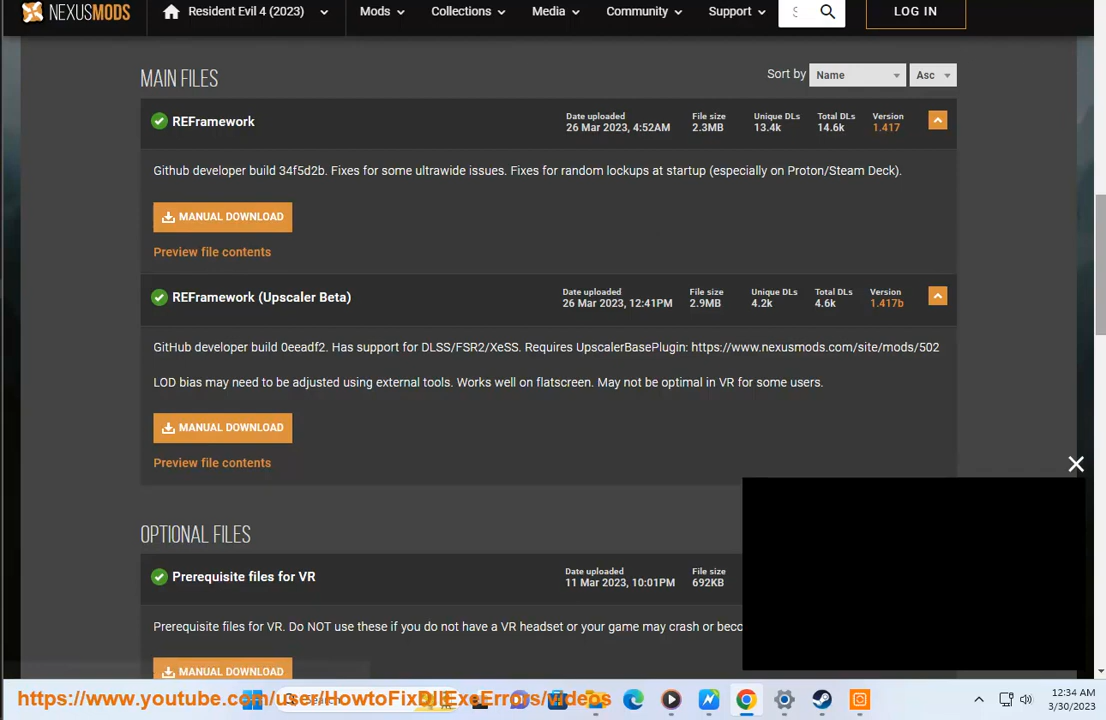 NEXUSMODS
Resident Evil 4 (2023)
Mods
Collections
Media
Community
Support
S
LOG IN
MAIN FILES
Sort by
Name
Asc
REFramework
Date uploaded
26 Mar 2023, 4:52AM
File size
2.3MB
Unique DLs
13.4k
Total DLs
14.6k
Version
1.417
Github developer build 34f5d2b. Fixes for some ultrawide issues. Fixes for random lockups at startup (especially on Proton/Steam Deck).
MANUAL DOWNLOAD
Preview file contents
REFramework (Upscaler Beta)
Date uploaded
26 Mar 2023, 12:41PM
File size
2.9MB
Unique DLs
4.2k
Total DLs
4.6k
Version
1.417b
GitHub developer build 0eeadf2. Has support for DLSS/FSR2/XeSS. Requires UpscalerBasePlugin: https://www.nexusmods.com/site/mods/502
LOD bias may need to be adjusted using external tools. Works well on flatscreen. May not be optimal in VR for some users.
MANUAL DOWNLOAD
Preview file contents
OPTIONAL FILES
Prerequisite files for VR
Date uploaded
11 Mar 2023, 10:01PM
File size
692KB
Prerequisite files for VR. Do NOT use these if you do not have a VR headset or your game may crash or beco
MANUAL DOWNLOAD
https://www.youtube.com/user/HowtoFixDllExeErrors/videos
12:34 AM
3/30/2023